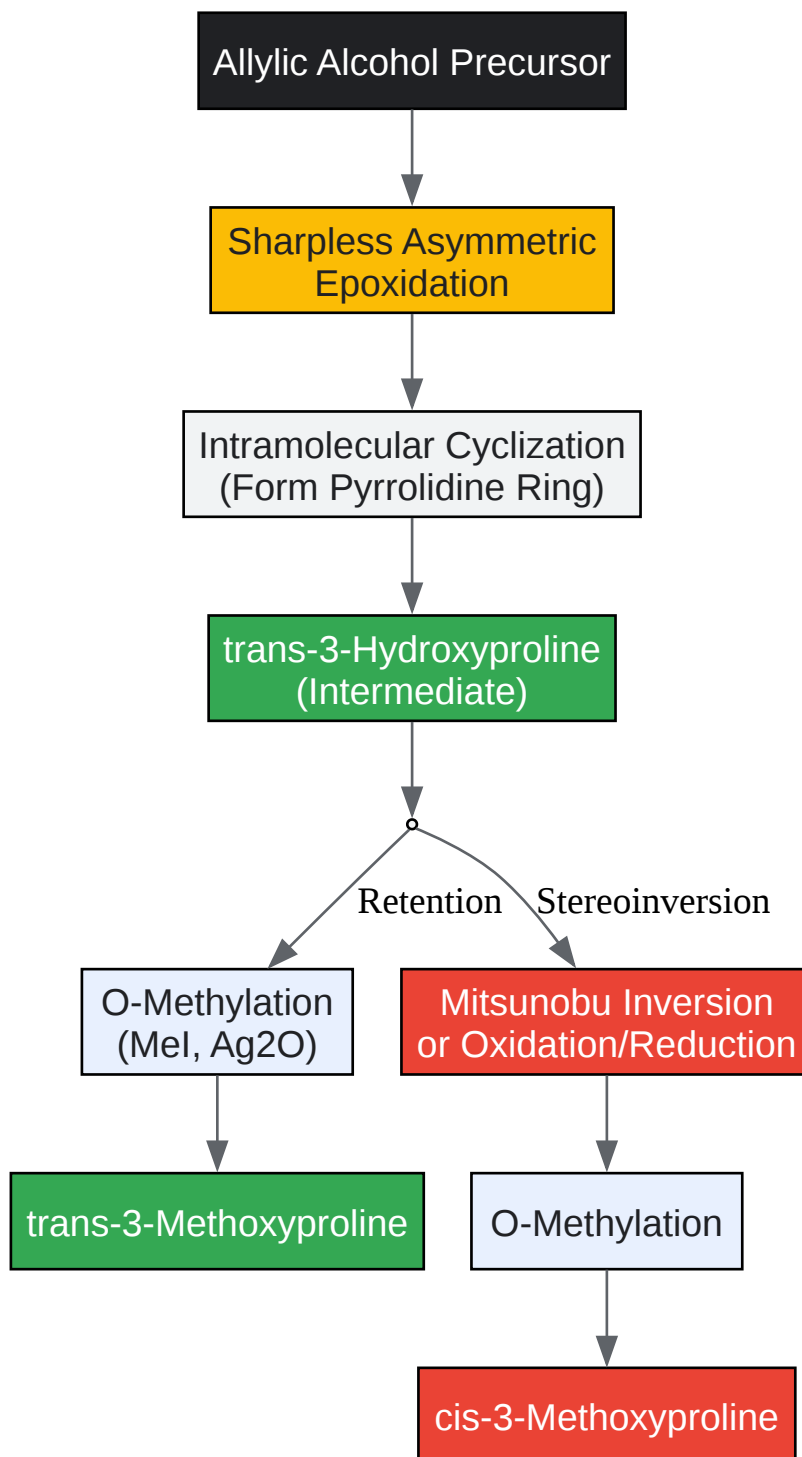 Allylic Alcohol Precursor
Sharpless Asymmetric
Epoxidation
Intramolecular Cyclization
(Form Pyrrolidine Ring)
trans-3-Hydroxyproline
(Intermediate)
Retention
Stereoinversion
O-Methylation
(MeI, Ag2O)
Mitsunobu Inversion
or Oxidation/Reduction
trans-3-Methoxyproline
O-Methylation
cis-3-Methoxyproline